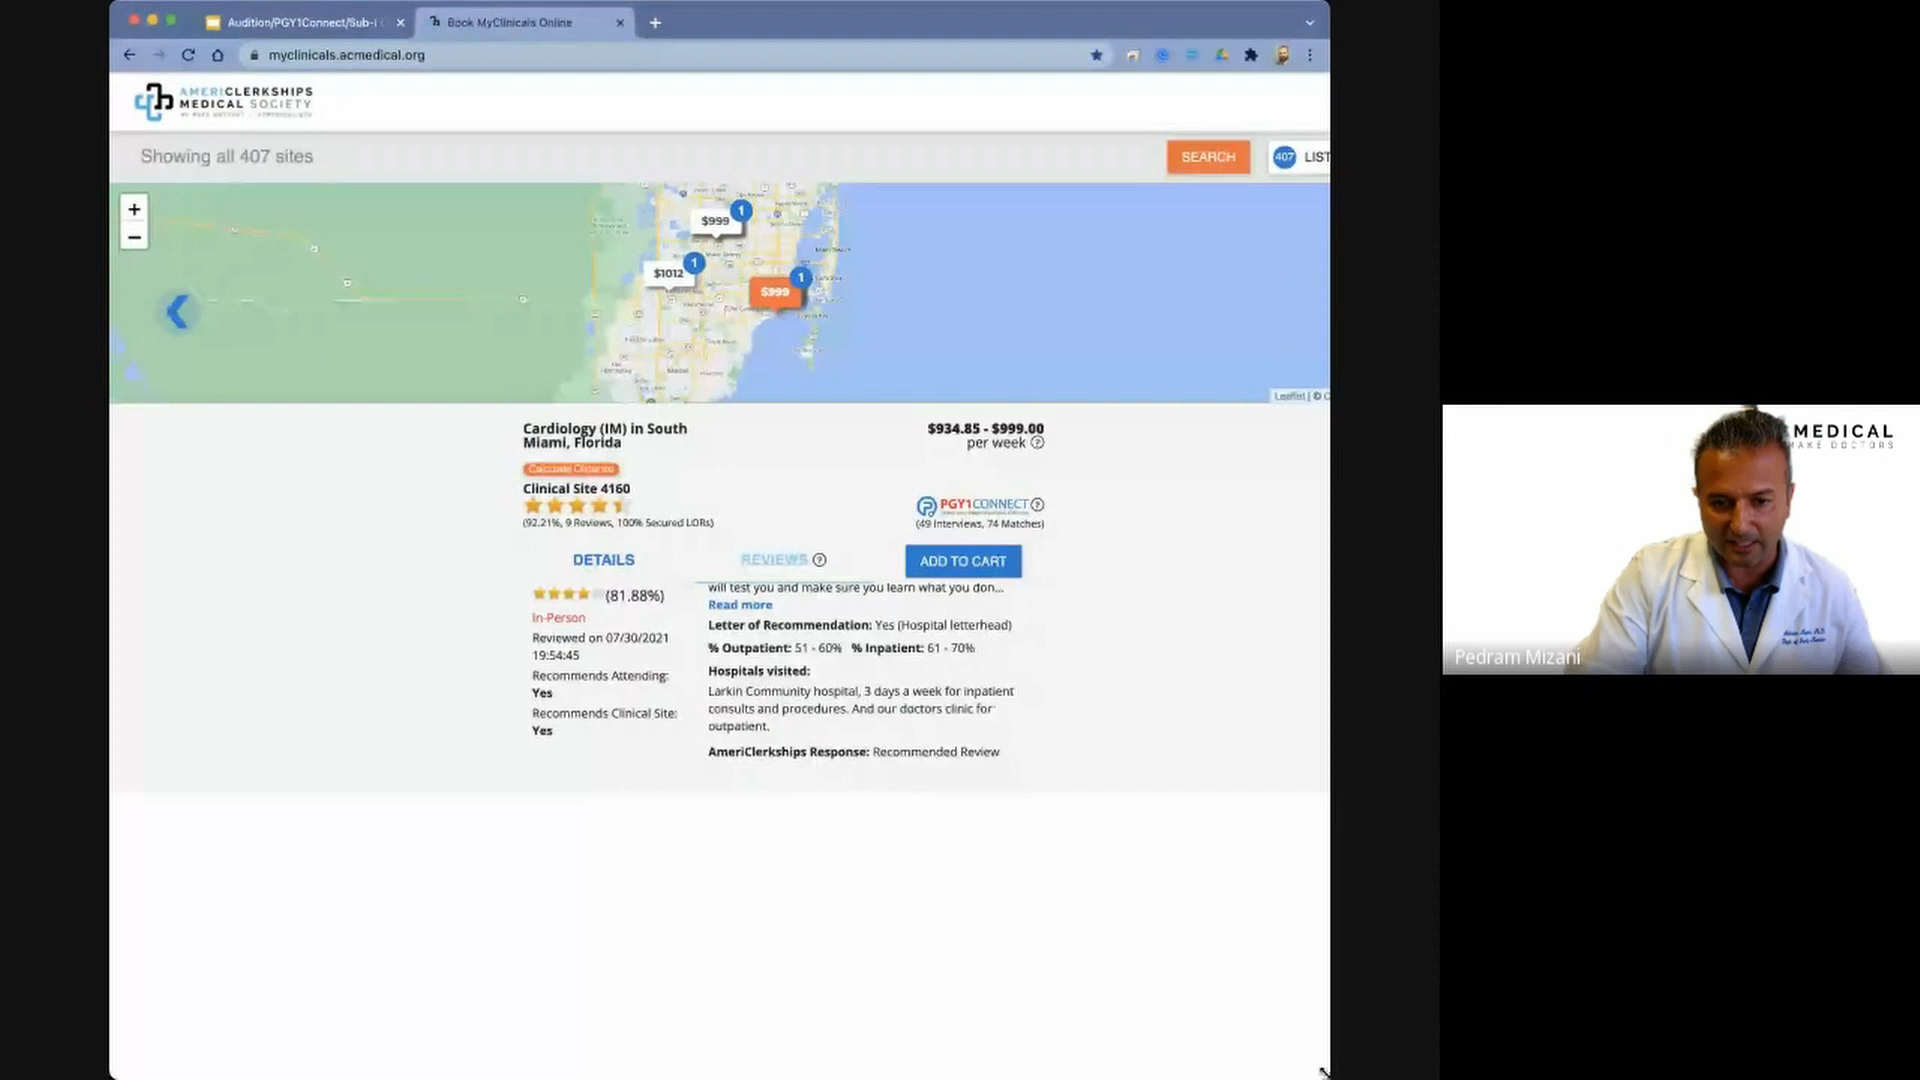 Audition/PGY1Connect/Sub-I
Book MyClinicals Online
myclinicals.acmedical.org
AMERICLERKSHIPS
MEDICAL SOCIETY
Showing all 407 sites
SEARCH
407 LIST
+
−
$999 1
$1012 1
$999 1
Leaflet | ©
Cardiology (IM) in South
Miami, Florida
$934.85 - $999.00
per week ?
Calculate Distance
Clinical Site 4160
(92.21%, 9 Reviews, 100% Secured LORs)
PGY1CONNECT ?
(49 Interviews, 74 Matches)
DETAILS
REVIEWS ?
ADD TO CART
(81.88%)
In-Person
Reviewed on 07/30/2021
19:54:45
Recommends Attending:
Yes
Recommends Clinical Site:
Yes
will test you and make sure you learn what you don...
Read more
Letter of Recommendation: Yes (Hospital letterhead)
% Outpatient: 51 - 60% % Inpatient: 61 - 70%
Hospitals visited:
Larkin Community hospital, 3 days a week for inpatient
consults and procedures. And our doctors clinic for
outpatient.
AmeriClerkships Response: Recommended Review
MEDICAL
MAKE DOCTORS
Pedram Mizani